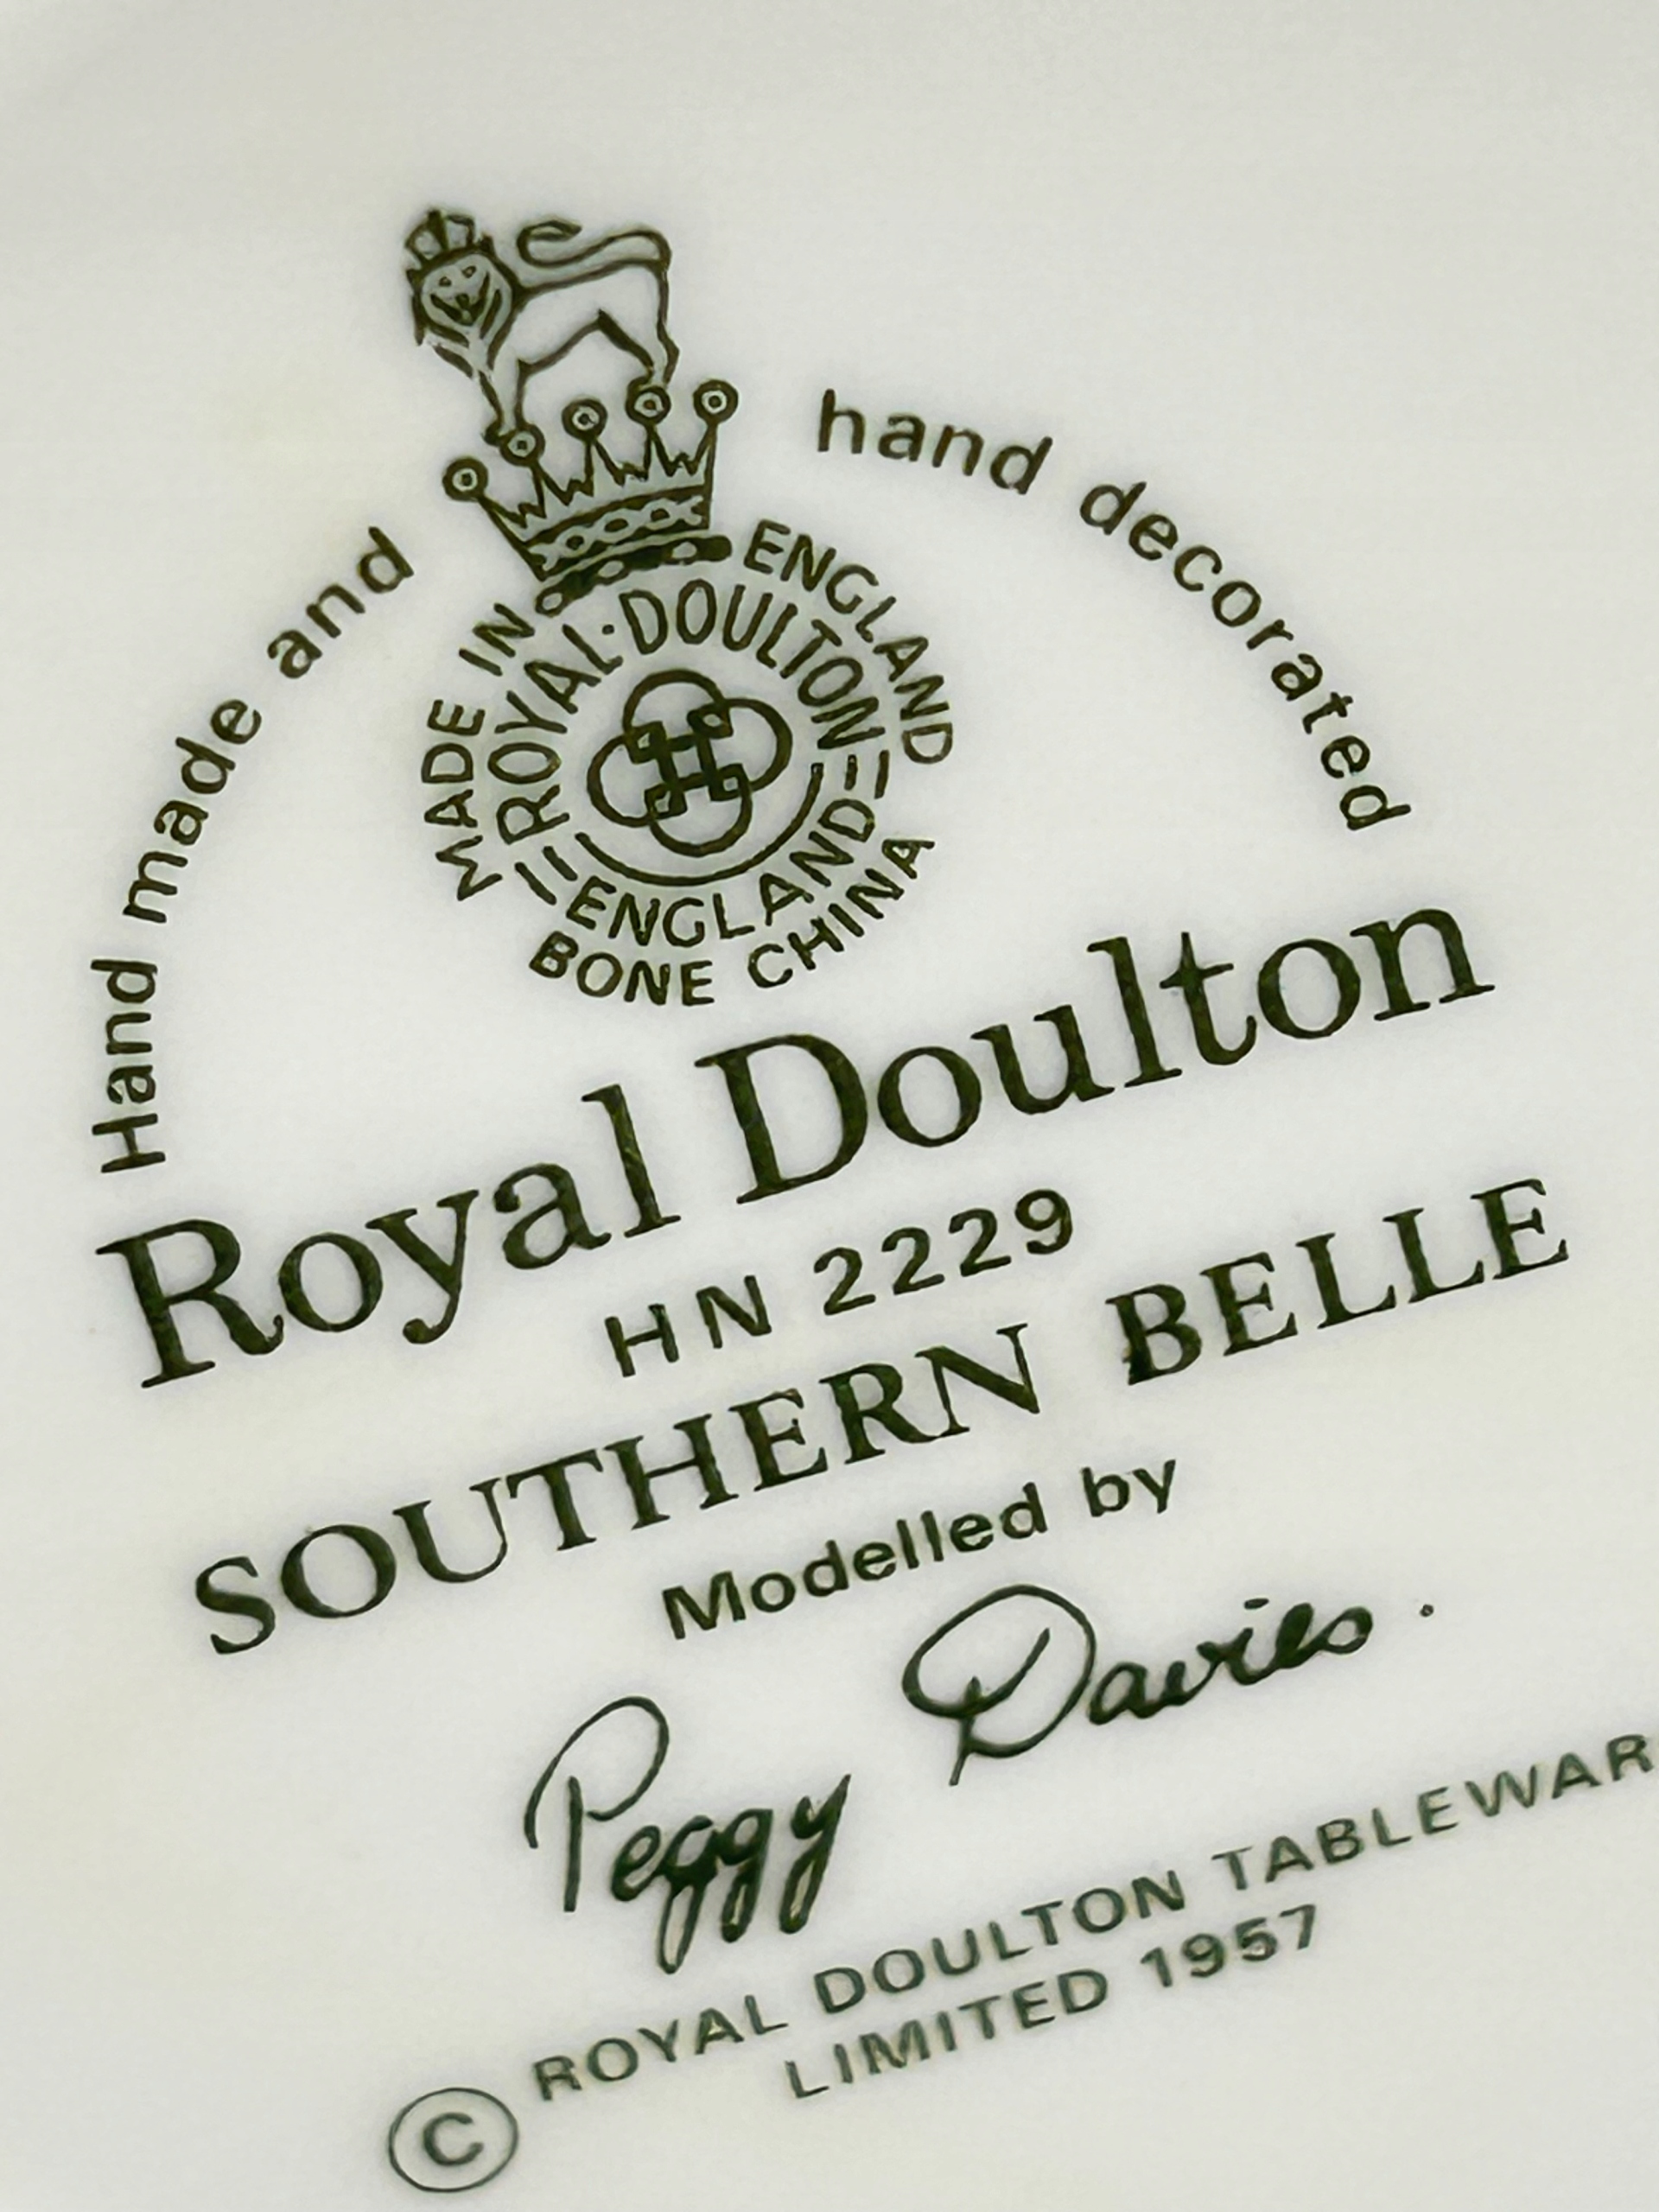 Hand made and hand decorated
MADE IN ENGLAND
ROYAL·DOULTON
ENGLAND
BONE CHINA
Royal Doulton
HN 2229
SOUTHERN BELLE
Modelled by
Peggy Davies.
© ROYAL DOULTON TABLEWAR
LIMITED 1957